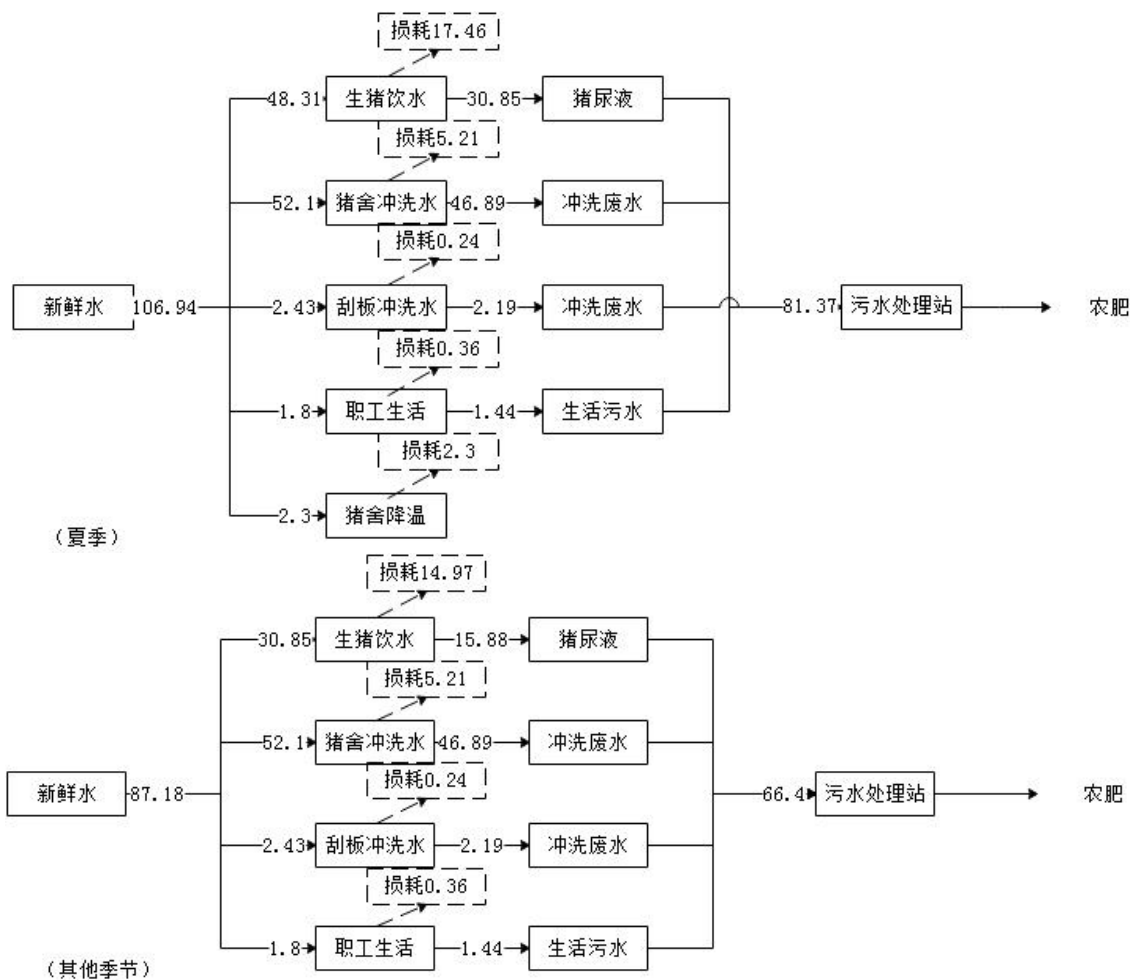 损耗17.46
48.31 生猪饮水 30.85 猪尿液
损耗5.21
52.1 猪舍冲洗水 46.89 冲洗废水
损耗0.24
新鲜水 106.94 2.43 刮板冲洗水 2.19 冲洗废水 81.37 污水处理站 农肥
损耗0.36
1.8 职工生活 1.44 生活污水
损耗2.3
2.3 猪舍降温
（夏季）
损耗14.97
30.85 生猪饮水 15.88 猪尿液
损耗5.21
52.1 猪舍冲洗水 46.89 冲洗废水
新鲜水 87.18 损耗0.24 66.4 污水处理站 农肥
2.43 刮板冲洗水 2.19 冲洗废水
损耗0.36
1.8 职工生活 1.44 生活污水
（其他季节）